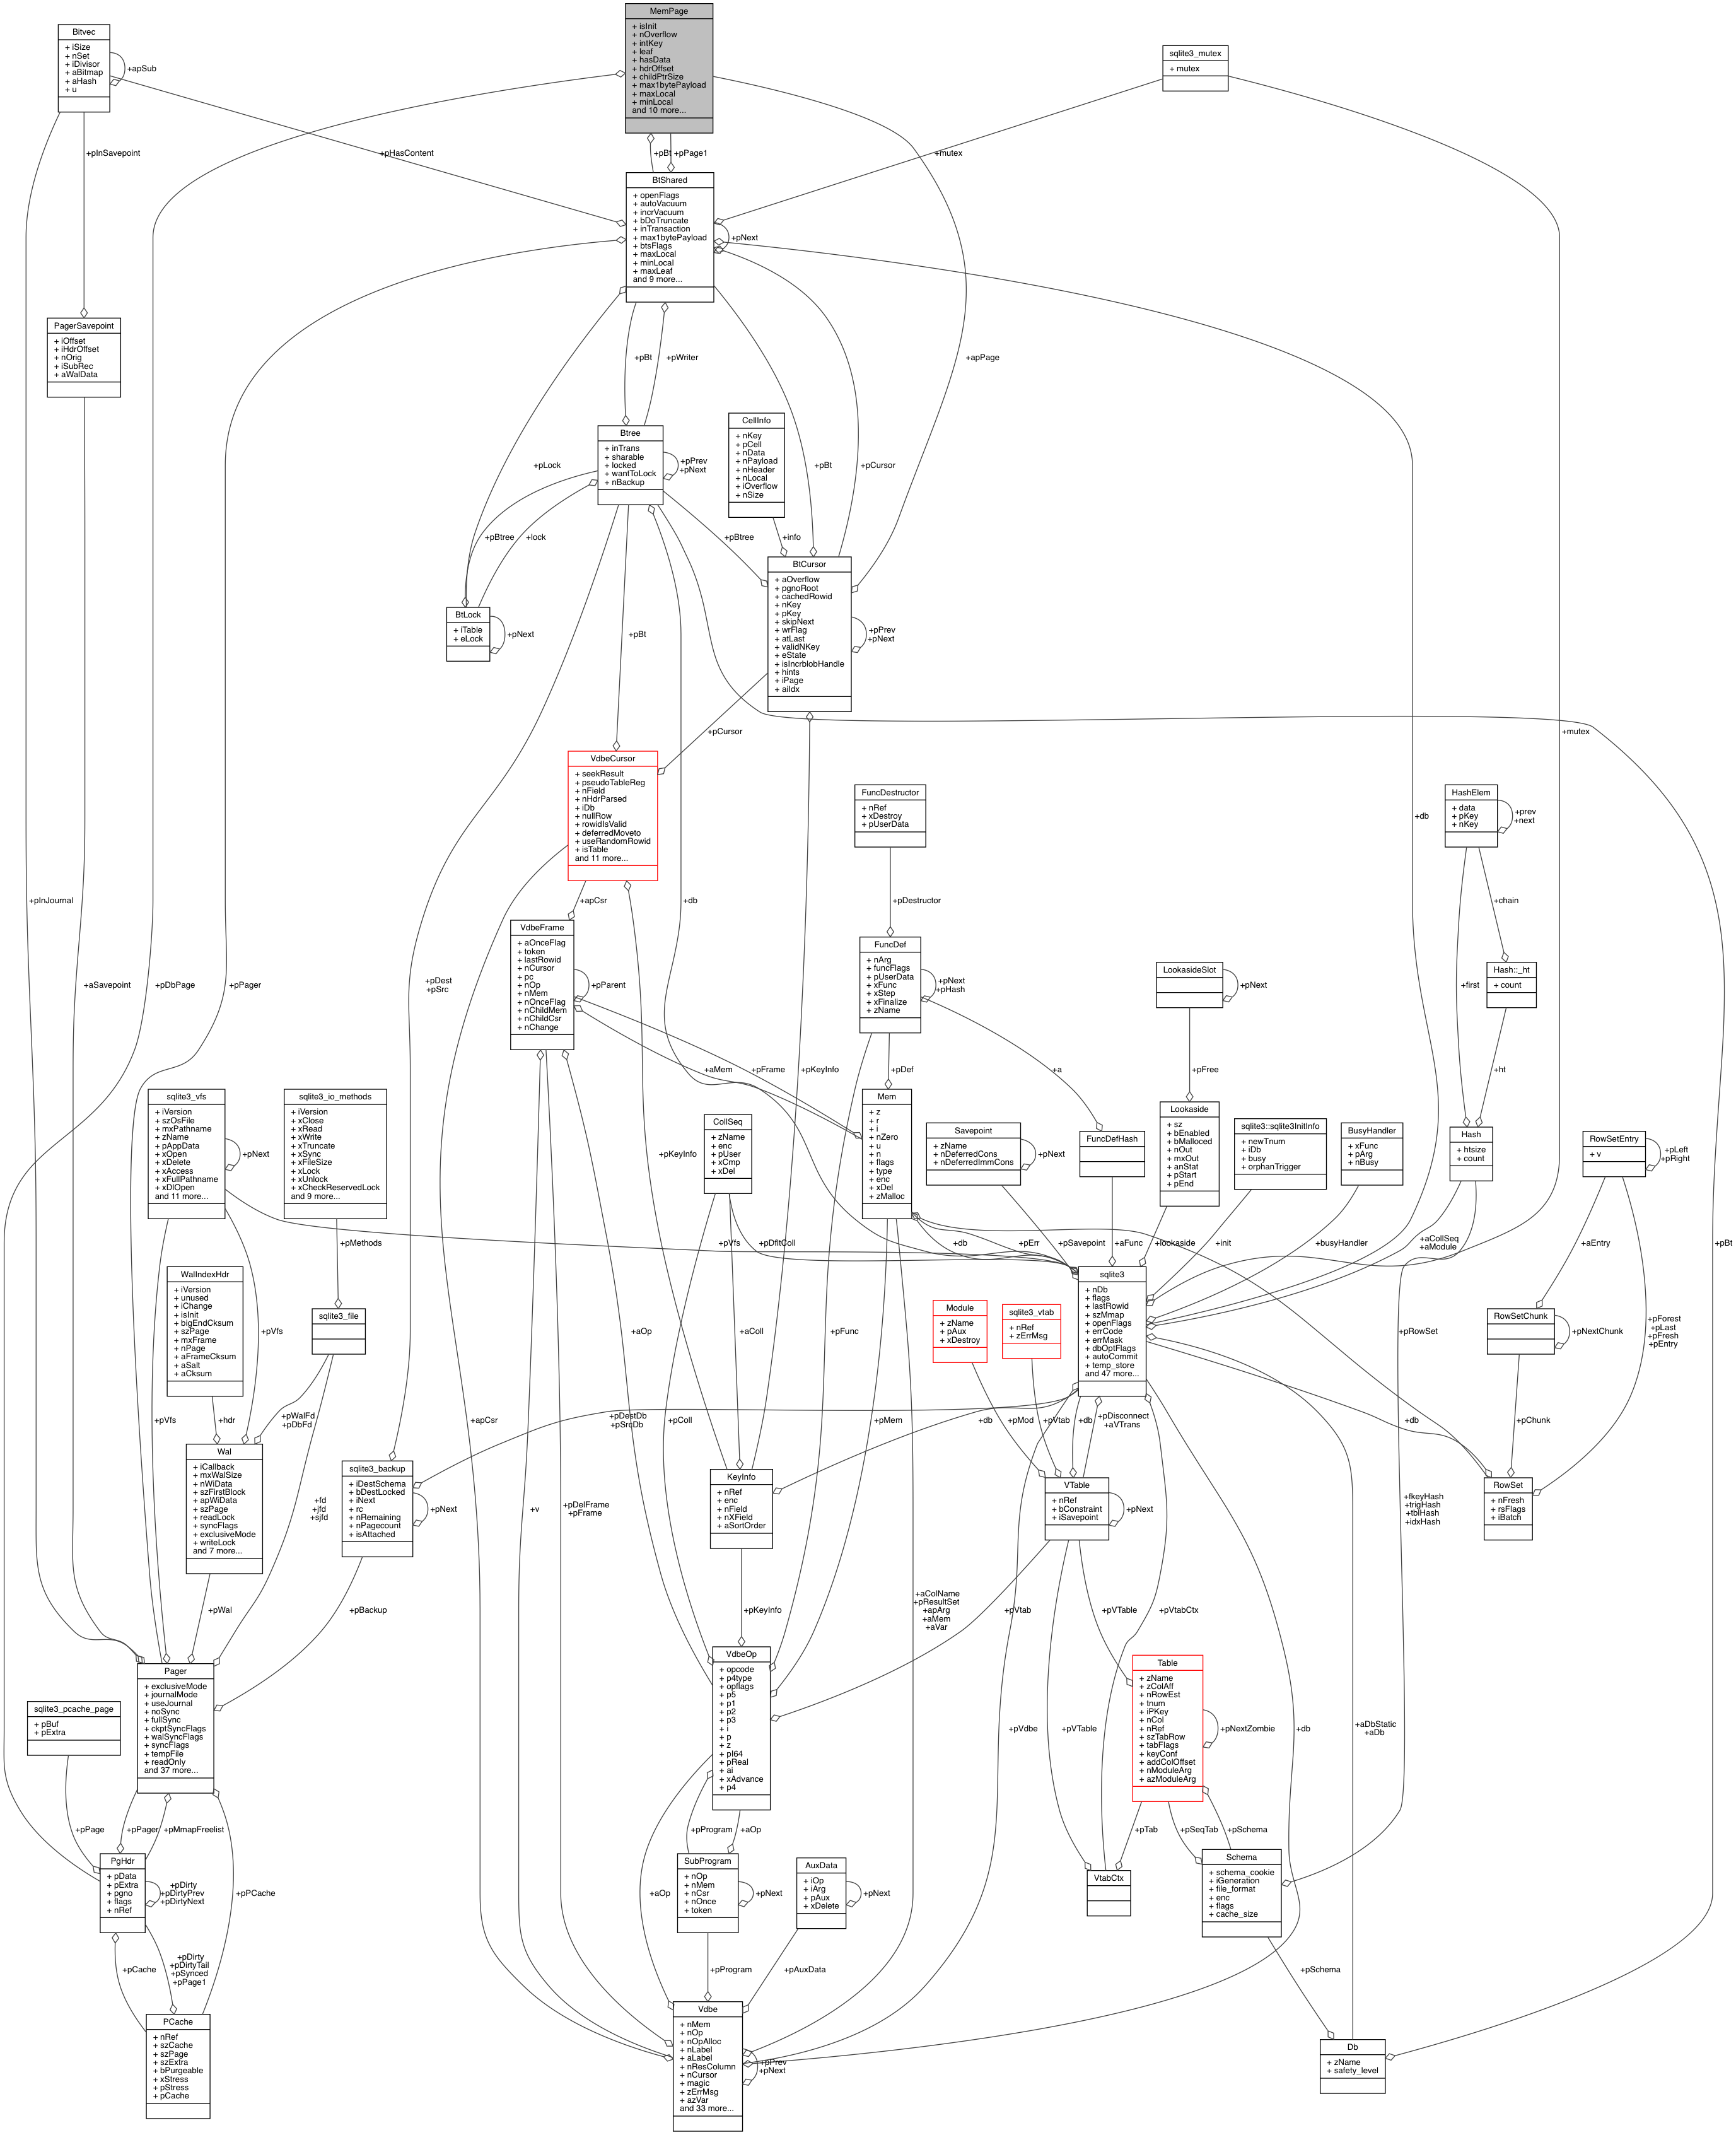 MemPage
+ isInit
+ nOverflow
+ intKey
+ leaf
+ hasData
+ hdrOffset
+ childPtrSize
+ max1bytePayload
+ maxLocal
+ minLocal
and 10 more...
Bitvec
+ iSize
+ nSet
+ iDivisor
+ aBitmap
+ aHash
+ u
+apSub
sqlite3_mutex
+ mutex
+pInSavepoint
+pHasContent
+pBt
+pPage1
+mutex
BtShared
+ openFlags
+ autoVacuum
+ incrVacuum
+ bDoTruncate
+ inTransaction
+ max1bytePayload
+ btsFlags
+ maxLocal
+ minLocal
+ maxLeaf
and 9 more...
+pNext
PagerSavepoint
+ iOffset
+ iHdrOffset
+ nOrig
+ iSubRec
+ aWalData
+pBt
+pWriter
+apPage
Btree
+ inTrans
+ sharable
+ locked
+ wantToLock
+ nBackup
+pPrev
+pNext
CellInfo
+ nKey
+ pCell
+ nData
+ nPayload
+ nHeader
+ nLocal
+ iOverflow
+ nSize
+pLock
+pBt
+pCursor
+pBtree
+lock
+pBtree
+info
BtCursor
+ aOverflow
+ pgnoRoot
+ cachedRowid
+ nKey
+ pKey
+ skipNext
+ wrFlag
+ atLast
+ validNKey
+ eState
+ isIncrblobHandle
+ hints
+ iPage
+ aiIdx
+pPrev
+pNext
BtLock
+ iTable
+ eLock
+pNext
+pBt
+pCursor
+mutex
VdbeCursor
+ seekResult
+ pseudoTableReg
+ nField
+ nHdrParsed
+ iDb
+ nullRow
+ rowidIsValid
+ deferredMoveto
+ useRandomRowid
+ isTable
and 11 more...
FuncDestructor
+ nRef
+ xDestroy
+ pUserData
HashElem
+ data
+ pKey
+ nKey
+prev
+next
+db
+pInJournal
+aSavepoint
+pDbPage
+pPager
+pDest
+pSrc
+apCsr
+db
+pDestructor
+first
+chain
VdbeFrame
+ aOnceFlag
+ token
+ lastRowid
+ nCursor
+ pc
+ nOp
+ nMem
+ nOnceFlag
+ nChildMem
+ nChildCsr
+ nChange
+pParent
FuncDef
+ nArg
+ funcFlags
+ pUserData
+ xFunc
+ xStep
+ xFinalize
+ zName
+pNext
+pHash
LookasideSlot
+pNext
Hash::_ht
+ count
+aMem
+pFrame
+pKeyInfo
+pDef
+a
+pFree
+ht
sqlite3_vfs
+ iVersion
+ szOsFile
+ mxPathname
+ zName
+ pAppData
+ xOpen
+ xDelete
+ xAccess
+ xFullPathname
+ xDlOpen
and 11 more...
+pNext
sqlite3_io_methods
+ iVersion
+ xClose
+ xRead
+ xWrite
+ xTruncate
+ xSync
+ xFileSize
+ xLock
+ xUnlock
+ xCheckReservedLock
and 9 more...
+pKeyInfo
CollSeq
+ zName
+ enc
+ pUser
+ xCmp
+ xDel
Mem
+ z
+ r
+ i
+ nZero
+ u
+ n
+ flags
+ type
+ enc
+ xDel
+ zMalloc
Savepoint
+ zName
+ nDeferredCons
+ nDeferredImmCons
+pNext
FuncDefHash
Lookaside
+ sz
+ bEnabled
+ bMalloced
+ nOut
+ mxOut
+ anStat
+ pStart
+ pEnd
sqlite3::sqlite3InitInfo
+ newTnum
+ iDb
+ busy
+ orphanTrigger
BusyHandler
+ xFunc
+ pArg
+ nBusy
Hash
+ htsize
+ count
RowSetEntry
+ v
+pLeft
+pRight
+pMethods
+pVfs
+pDfltColl
+db
+pErr
+pSavepoint
+aFunc
+lookaside
+init
+busyHandler
+aCollSeq
+aModule
+aEntry
+pBt
WalIndexHdr
+ iVersion
+ unused
+ iChange
+ isInit
+ bigEndCksum
+ szPage
+ mxFrame
+ nPage
+ aFrameCksum
+ aSalt
+ aCksum
sqlite3_file
sqlite3
+ nDb
+ flags
+ lastRowid
+ szMmap
+ openFlags
+ errCode
+ errMask
+ dbOptFlags
+ autoCommit
+ temp_store
and 47 more...
Module
+ zName
+ pAux
+ xDestroy
sqlite3_vtab
+ nRef
+ zErrMsg
RowSetChunk
+pNextChunk
+pForest
+pLast
+pFresh
+pEntry
+pVfs
+aOp
+aColl
+pFunc
+pRowSet
+hdr
+pWalFd
+pDbFd
+pVfs
+apCsr
+pDestDb
+pSrcDb
+pColl
+pMem
+db
+pMod
+pVtab
+db
+pDisconnect
+aVTrans
+db
+pChunk
Wal
+ iCallback
+ mxWalSize
+ nWiData
+ szFirstBlock
+ apWiData
+ szPage
+ readLock
+ syncFlags
+ exclusiveMode
+ writeLock
and 7 more...
+fd
+jfd
+sjfd
sqlite3_backup
+ iDestSchema
+ bDestLocked
+ iNext
+ rc
+ nRemaining
+ nPagecount
+ isAttached
+pNext
+v
+pDelFrame
+pFrame
KeyInfo
+ nRef
+ enc
+ nField
+ nXField
+ aSortOrder
VTable
+ nRef
+ bConstraint
+ iSavepoint
+pNext
+fkeyHash
+trigHash
+tblHash
+idxHash
RowSet
+ nFresh
+ rsFlags
+ iBatch
+pWal
+pBackup
+pKeyInfo
+aColName
+pResultSet
+apArg
+aMem
+aVar
+pVtab
+pVTable
+pVtabCtx
Pager
+ exclusiveMode
+ journalMode
+ useJournal
+ noSync
+ fullSync
+ ckptSyncFlags
+ walSyncFlags
+ syncFlags
+ tempFile
+ readOnly
and 37 more...
VdbeOp
+ opcode
+ p4type
+ opflags
+ p5
+ p1
+ p2
+ p3
+ i
+ p
+ z
+ pI64
+ pReal
+ ai
+ xAdvance
+ p4
Table
+ zName
+ zColAff
+ nRowEst
+ tnum
+ iPKey
+ nCol
+ nRef
+ szTabRow
+ tabFlags
+ keyConf
+ addColOffset
+ nModuleArg
+ azModuleArg
+pNextZombie
sqlite3_pcache_page
+ pBuf
+ pExtra
+pVdbe
+pVTable
+db
+aDbStatic
+aDb
+pPage
+pPager
+pMmapFreelist
+pProgram
+aOp
+pTab
+pSeqTab
+pSchema
PgHdr
+ pData
+ pExtra
+ pgno
+ flags
+ nRef
+pDirty
+pDirtyPrev
+pDirtyNext
+pPCache
+aOp
SubProgram
+ nOp
+ nMem
+ nCsr
+ nOnce
+ token
+pNext
AuxData
+ iOp
+ iArg
+ pAux
+ xDelete
+pNext
VtabCtx
Schema
+ schema_cookie
+ iGeneration
+ file_format
+ enc
+ flags
+ cache_size
+pCache
+pDirty
+pDirtyTail
+pSynced
+pPage1
+pProgram
+pAuxData
+pSchema
PCache
+ nRef
+ szCache
+ szPage
+ szExtra
+ bPurgeable
+ xStress
+ pStress
+ pCache
Vdbe
+ nMem
+ nOp
+ nOpAlloc
+ nLabel
+ aLabel
+ nResColumn
+ nCursor
+ magic
+ zErrMsg
+ azVar
and 33 more...
+pPrev
+pNext
Db
+ zName
+ safety_level